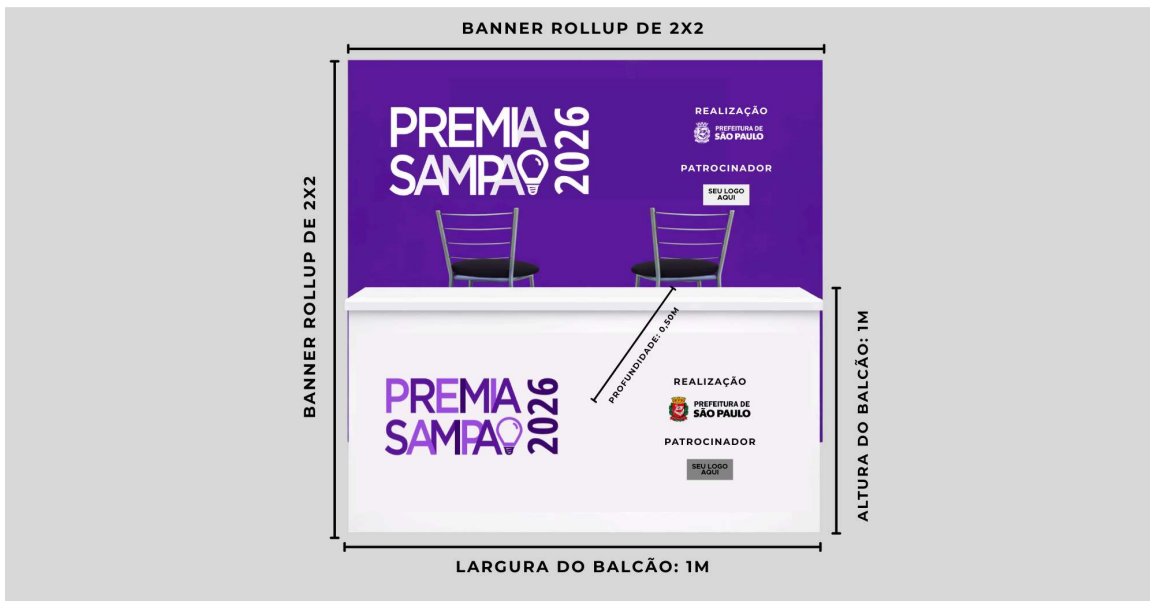 BANNER ROLLUP DE 2X2
BANNER ROLLUP DE 2X2
PREMIA
SAMPA
2026
REALIZAÇÃO
PREFEITURA DE
SÃO PAULO
PATROCINADOR
SEU LOGO
AQUI
PROFUNDIDADE: 0,50M
PREMIA
SAMPA
2026
REALIZAÇÃO
PREFEITURA DE
SÃO PAULO
PATROCINADOR
SEU LOGO
AQUI
ALTURA DO BALCÃO: 1M
LARGURA DO BALCÃO: 1M